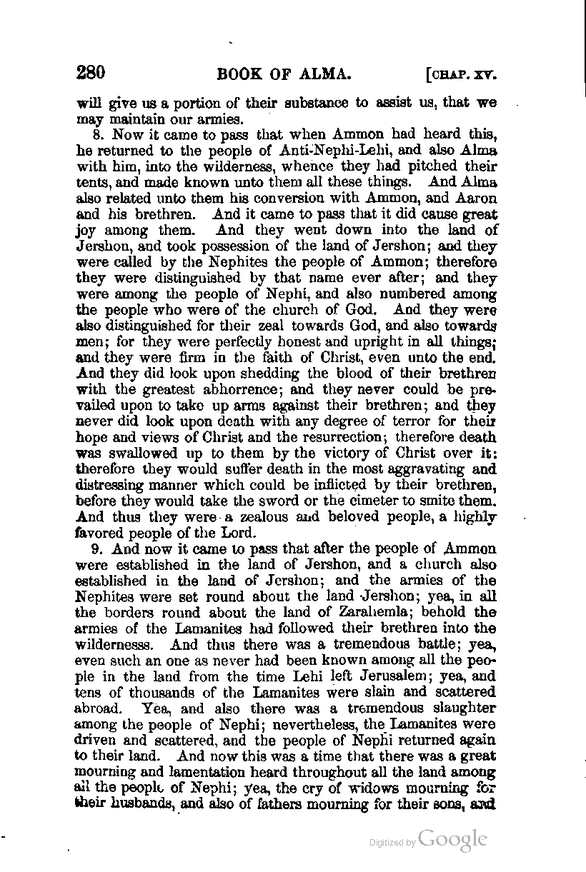 280 BOOK OF ALMA. [CHAP. XV.
will give us a portion of their substance to assist us, that we
may maintain our armies.
8. Now it came to pass that when Ammon had heard this,
he returned to the people of Anti-Nephi-Lehi, and also Alma
with him, into the wilderness, whence they had pitched their
tents, and made known unto them all these things. And Alma
also related unto them his conversion with Ammon, and Aaron
and his brethren. And it came to pass that it did cause great
joy among them. And they went down into the land of
Jershon, and took possession of the land of Jershon; and they
were called by the Nephites the people of Ammon; therefore
they were distinguished by that name ever after; and they
were among the people of Nephi, and also numbered among
the people who were of the church of God. And they were
also distinguished for their zeal towards God, and also towards
men; for they were perfectly honest and upright in all things;
and they were firm in the faith of Christ, even unto the end.
And they did look upon shedding the blood of their brethren
with the greatest abhorrence; and they never could be pre-
vailed upon to take up arms against their brethren; and they
never did look upon death with any degree of terror for their
hope and views of Christ and the resurrection; therefore death
was swallowed up to them by the victory of Christ over it:
therefore they would suffer death in the most aggravating and
distressing manner which could be inflicted by their brethren,
before they would take the sword or the cimeter to smite them.
And thus they were a zealous and beloved people, a highly
favored people of the Lord.
9. And now it came to pass that after the people of Ammon
were established in the land of Jershon, and a church also
established in the land of Jershon; and the armies of the
Nephites were set round about the land Jershon; yea, in all
the borders round about the land of Zarahemla; behold the
armies of the Lamanites had followed their brethren into the
wildernesss. And thus there was a tremendous battle; yea,
even such an one as never had been known among all the peo-
ple in the land from the time Lehi left Jerusalem; yea, and
tens of thousands of the Lamanites were slain and scattered
abroad. Yea, and also there was a tremendous slaughter
among the people of Nephi; nevertheless, the Lamanites were
driven and scattered, and the people of Nephi returned again
to their land. And now this was a time that there was a great
mourning and lamentation heard throughout all the land among
all the people of Nephi; yea, the cry of widows mourning for
their husbands, and also of fathers mourning for their sons, and
Digitized by Google